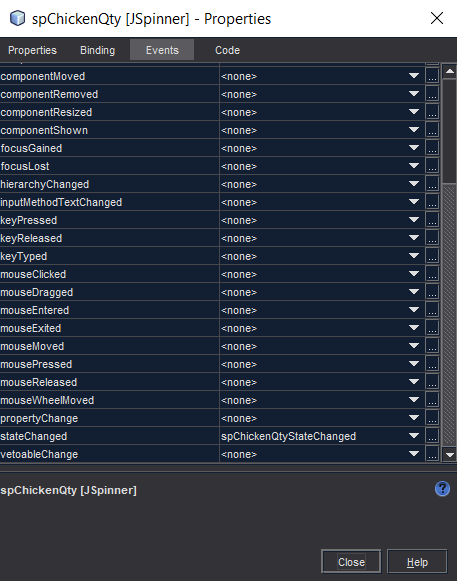 spChickenQty [JSpinner] - Properties
Properties Binding Events Code
componentMoved <none> ...
componentRemoved <none> ...
componentResized <none> ...
componentShown <none> ...
focusGained <none> ...
focusLost <none> ...
hierarchyChanged <none> ...
inputMethodTextChanged <none> ...
keyPressed <none> ...
keyReleased <none> ...
keyTyped <none> ...
mouseClicked <none> ...
mouseDragged <none> ...
mouseEntered <none> ...
mouseExited <none> ...
mouseMoved <none> ...
mousePressed <none> ...
mouseReleased <none> ...
mouseWheelMoved <none> ...
propertyChange <none> ...
stateChanged spChickenQtyStateChanged ...
vetoableChange <none> ...
spChickenQty [JSpinner] ?
Close Help